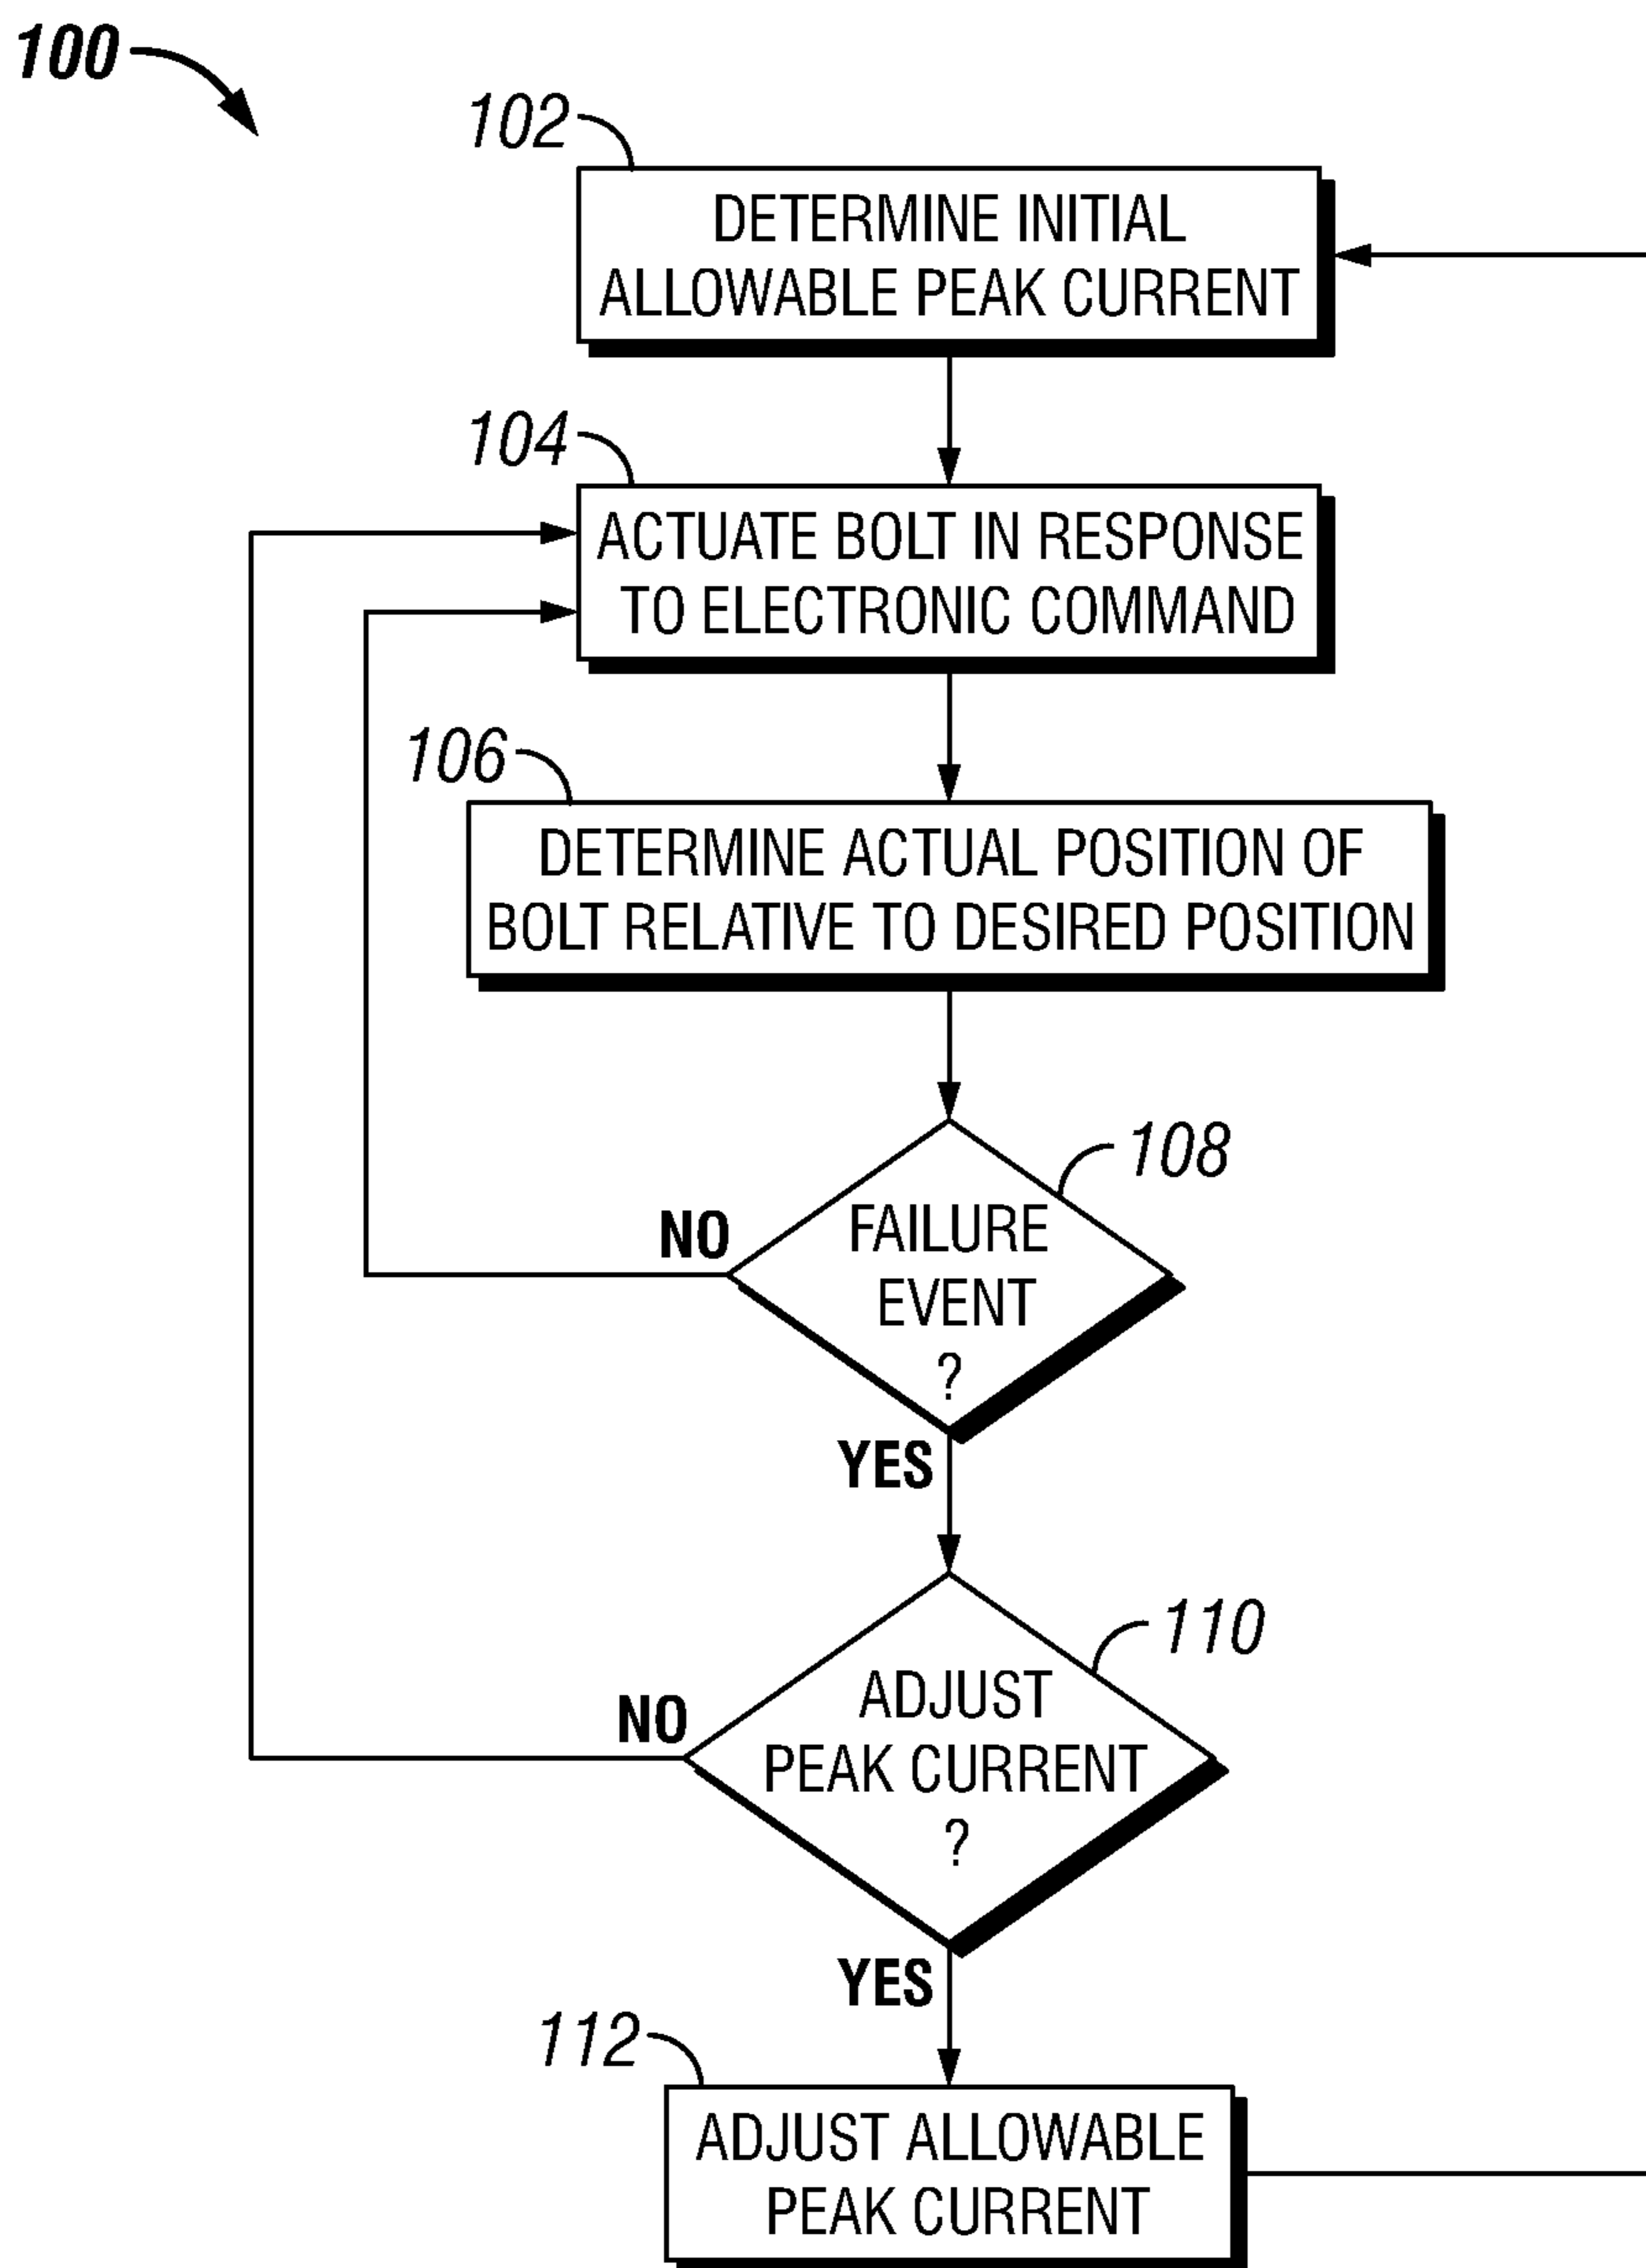 100
102
DETERMINE INITIAL
ALLOWABLE PEAK CURRENT
104
ACTUATE BOLT IN RESPONSE
TO ELECTRONIC COMMAND
106
DETERMINE ACTUAL POSITION OF
BOLT RELATIVE TO DESIRED POSITION
108
NO
FAILURE
EVENT
?
YES
110
NO
ADJUST
PEAK CURRENT
?
YES
112
ADJUST ALLOWABLE
PEAK CURRENT